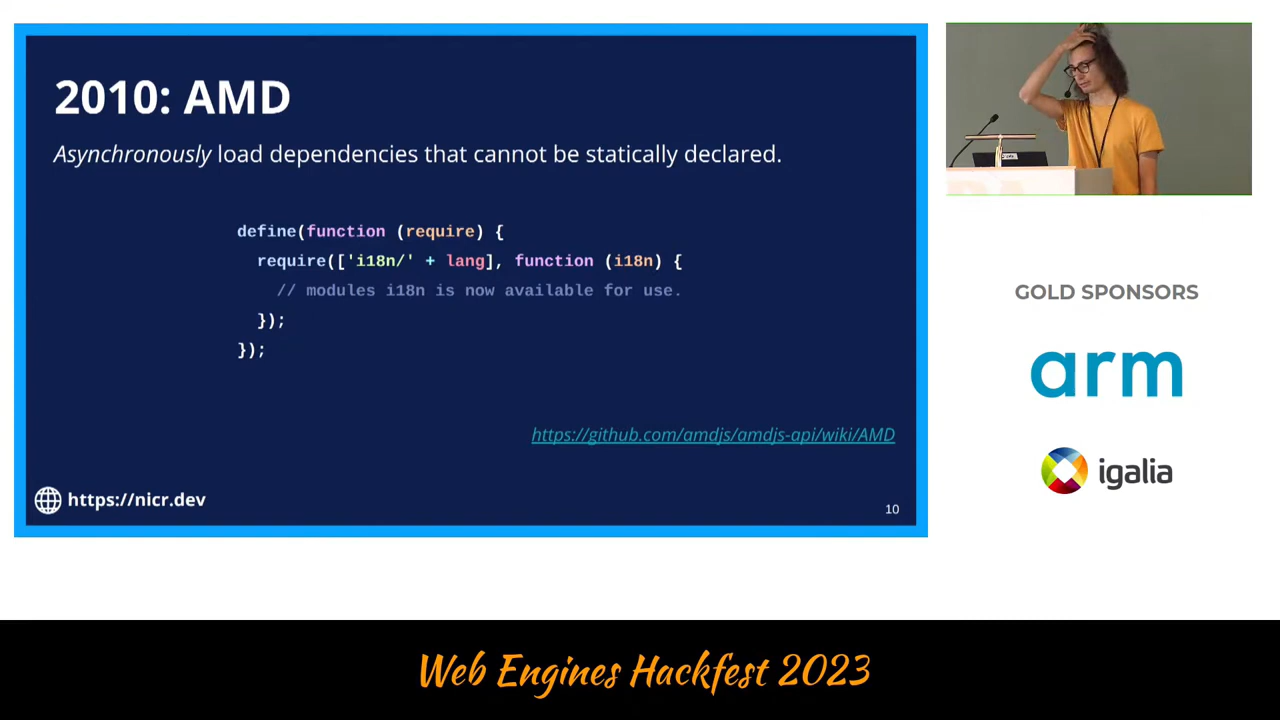 2010: AMD
Asynchronously load dependencies that cannot be statically declared.
define(function (require) {
require(['i18n/' + lang], function (i18n) {
// modules i18n is now available for use.
});
});
https://github.com/amdjs/amdjs-api/wiki/AMD
https://nicr.dev
10
GOLD SPONSORS
arm
igalia
Web Engines Hackfest 2023